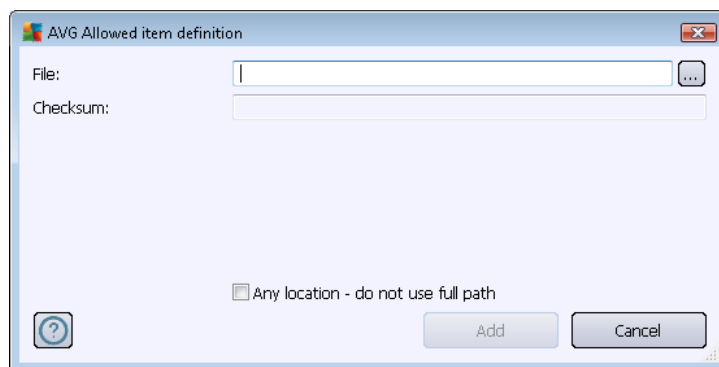 AVG Allowed item definition
File:
...
Checksum:
Any location - do not use full path
?
Add
Cancel